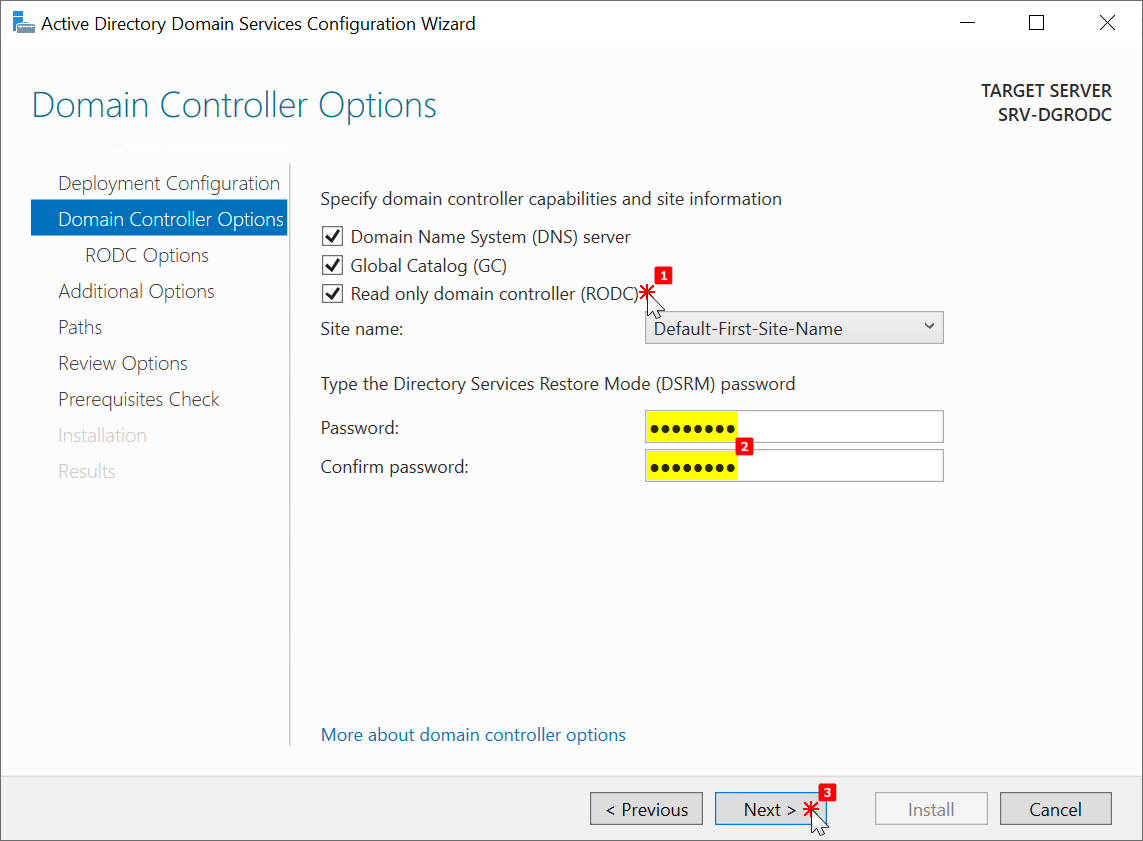 Active Directory Domain Services Configuration Wizard
Domain Controller Options
TARGET SERVER
SRV-DGRODC
Deployment Configuration
Domain Controller Options
RODC Options
Additional Options
Paths
Review Options
Prerequisites Check
Installation
Results
Specify domain controller capabilities and site information
Domain Name System (DNS) server
Global Catalog (GC)
Read only domain controller (RODC)
1
Site name:
Default-First-Site-Name
Type the Directory Services Restore Mode (DSRM) password
Password:
●●●●●●●●
2
Confirm password:
●●●●●●●●
More about domain controller options
< Previous
Next >
3
Install
Cancel